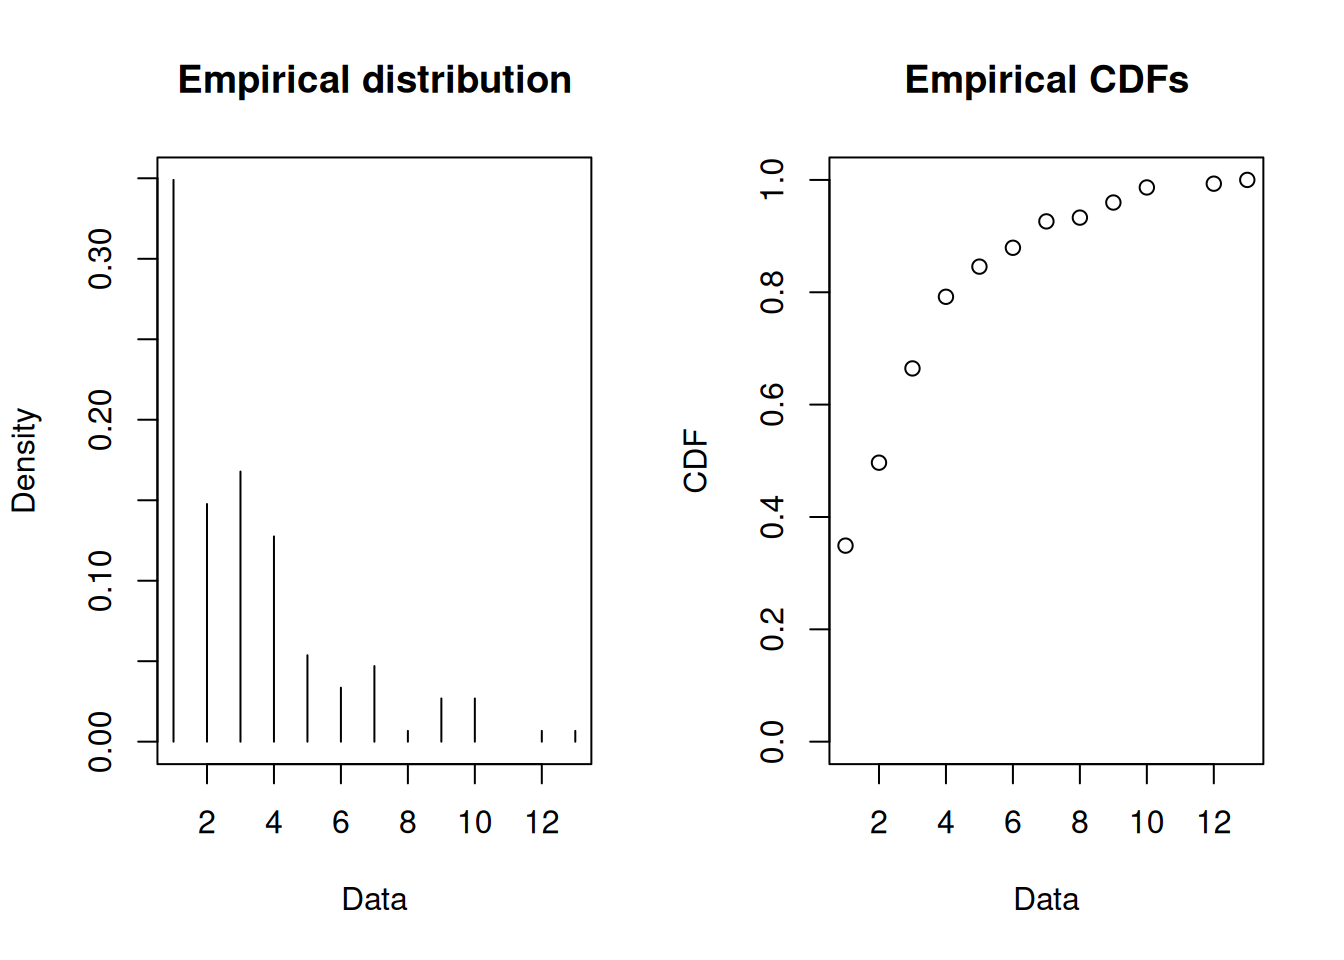 Empirical distribution
Density
0.00 0.10 0.20 0.30
2 4 6 8 10 12
Data
Empirical CDFs
CDF
0.0 0.2 0.4 0.6 0.8 1.0
2 4 6 8 10 12
Data